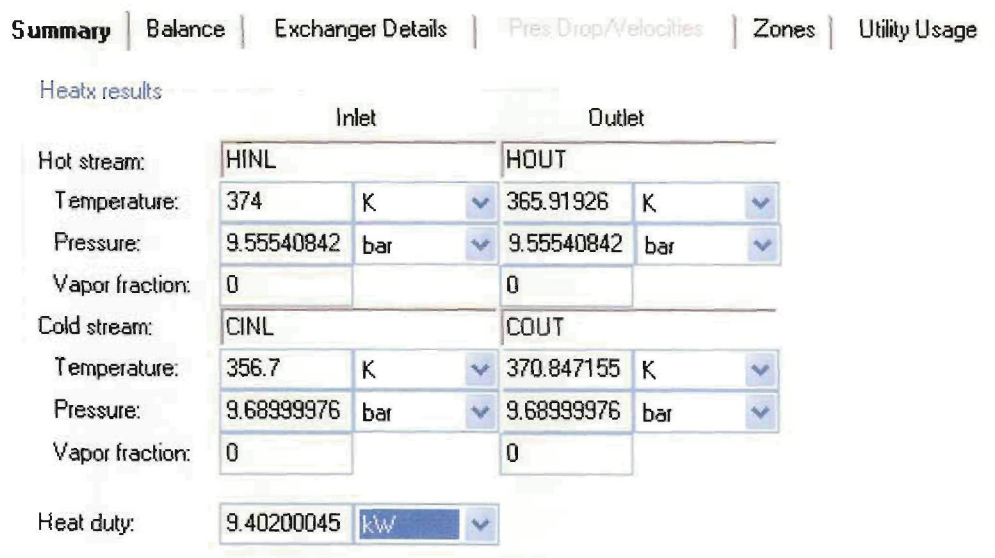 Summary Balance Exchanger Details Pres Drop/Velocities Zones Utility Usage
Heatx results
Inlet Outlet
Hot stream: HINL HOUT
Temperature: 374 K 365.91926 K
Pressure: 9.55540842 bar 9.55540842 bar
Vapor fraction: 0 0
Cold stream: CINL COUT
Temperature: 356.7 K 370.847155 K
Pressure: 9.68999976 bar 9.68999976 bar
Vapor fraction: 0 0
Heat duty: 9.40200045 kW